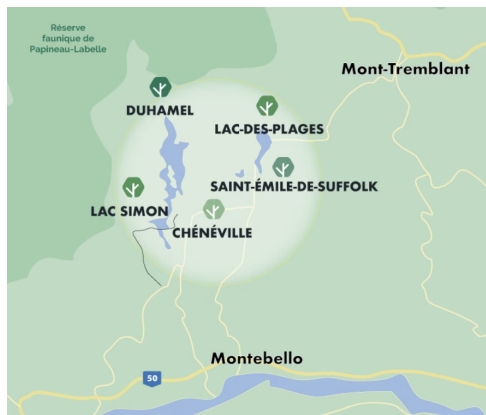 Réserve
faunique de
Papineau-Labelle
Mont-Tremblant
DUHAMEL
LAC-DES-PLAGES
SAINT-ÉMILE-DE-SUFFOLK
LAC SIMON
CHÉNÉVILLE
Montebello
50